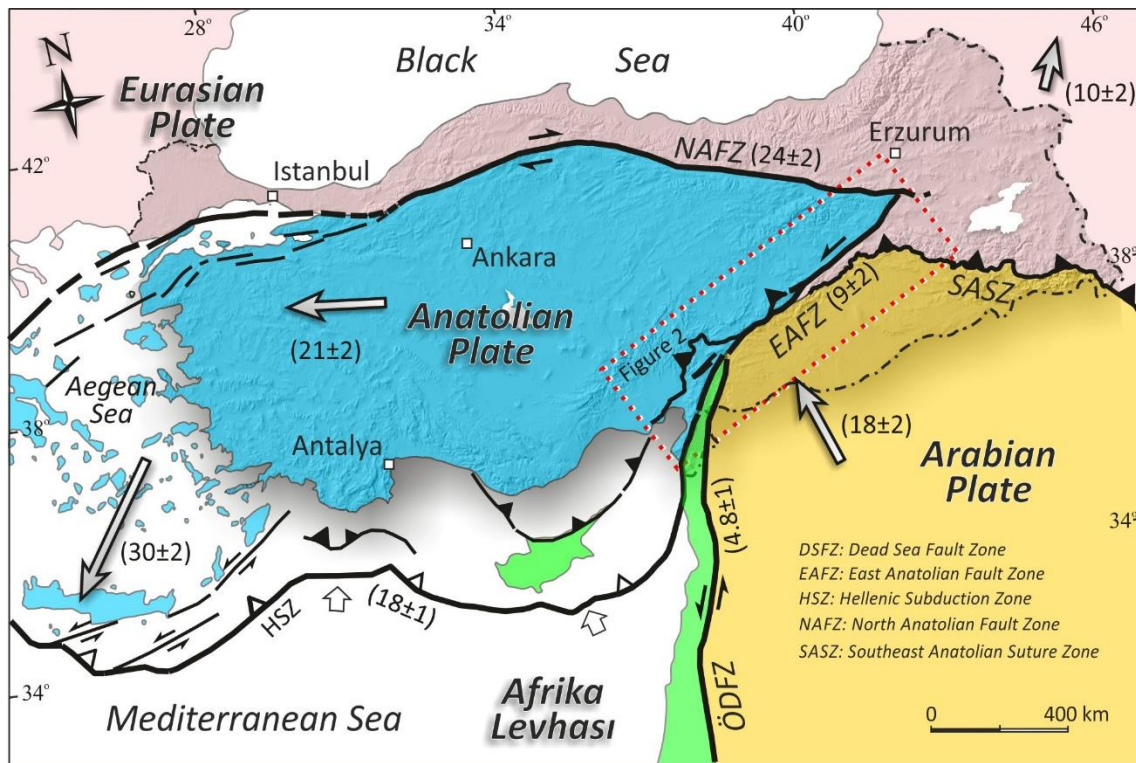 28°
34
40°
46°
N
Black Sea
Eurasian
Plate
(10±2)
Erzurum
NAFZ (24±2)
42°
Istanbul
Ankara
38°
SASZ
Anatolian
Plate
EAFZ (9±2)
(21±2)
Figure 2
Aegean
Sea
38°
Antalya
(18±2)
Arabian
Plate
34°
(4.8±1)
(30±2)
DSFZ: Dead Sea Fault Zone
EAFZ: East Anatolian Fault Zone
HSZ: Hellenic Subduction Zone
NAFZ: North Anatolian Fault Zone
SASZ: Southeast Anatolian Suture Zone
HSZ
(18±1)
34°
Mediterranean Sea
Afrika
Levhası
ÖDFZ
0 400 km